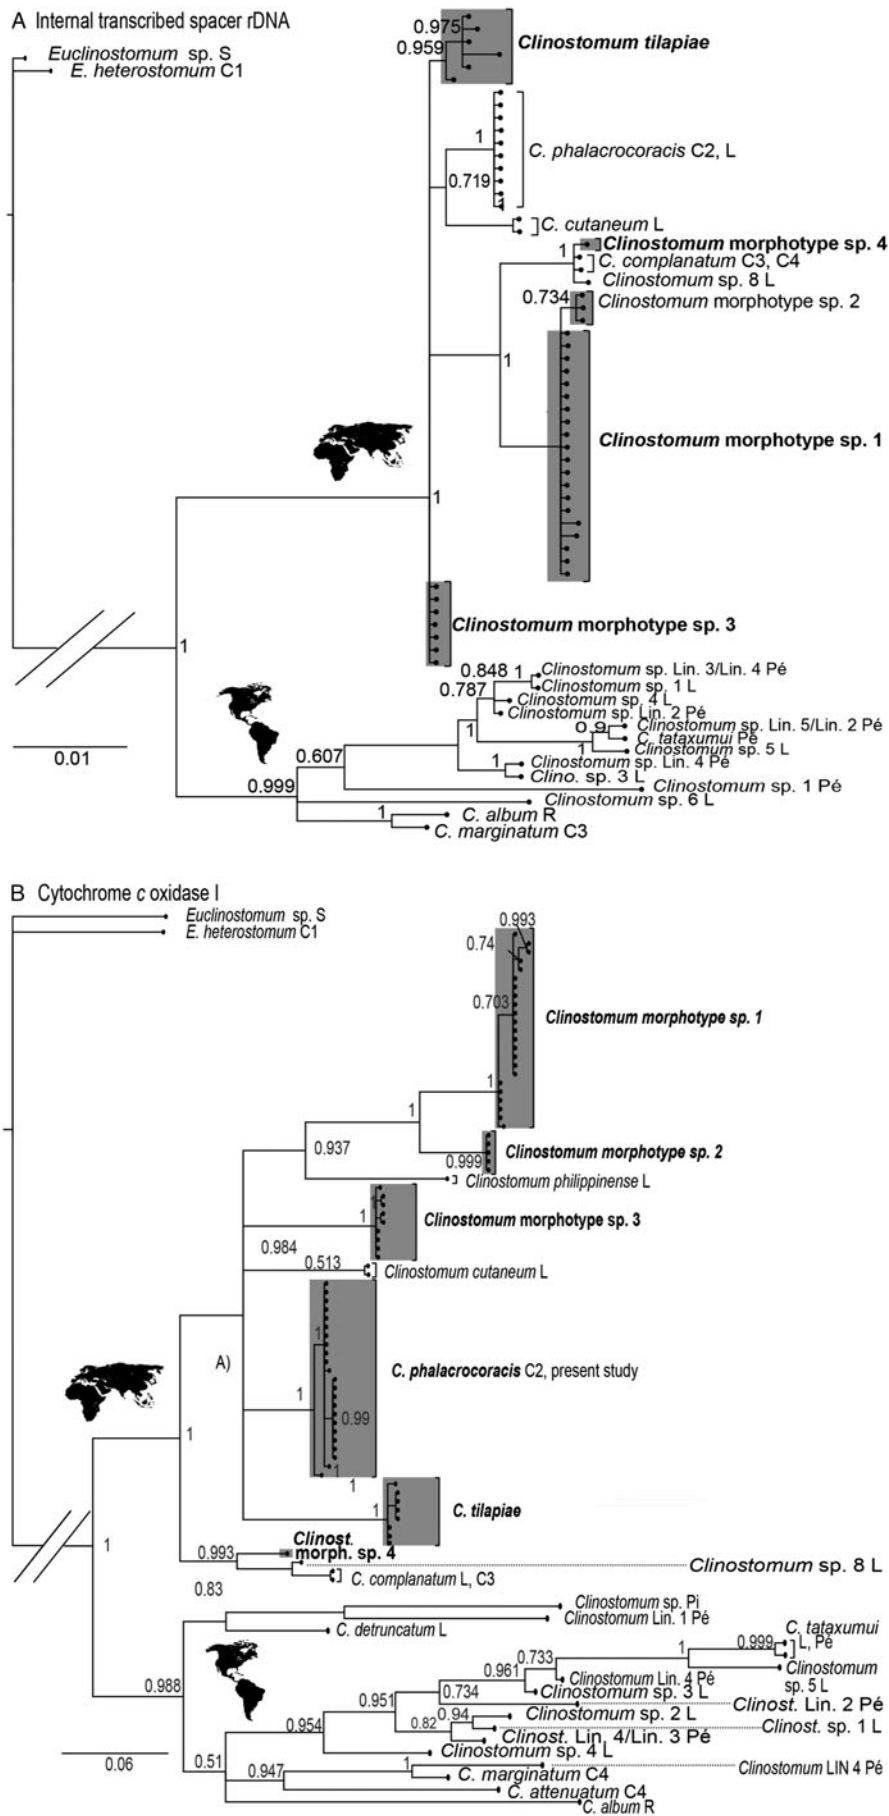 A Internal transcribed spacer rDNA
Euclinostomum sp. S
E. heterostomum C1
0.975
0.959
Clinostomum tilapiae
1
C. phalacrocoracis C2, L
0.719
1
C. cutaneum L
Clinostomum morphotype sp. 4
1
C. complanatum C3, C4
Clinostomum sp. 8 L
0.734
Clinostomum morphotype sp. 2
1
Clinostomum morphotype sp. 1
1
Clinostomum morphotype sp. 3
1
0.848
1
Clinostomum sp. Lin. 3/Lin. 4 Pé
0.787
Clinostomum sp. 1 L
Clinostomum sp. 4 L
Clinostomum sp. Lin. 2 Pé
1
0.9
Clinostomum sp. Lin. 5/Lin. 2 Pé
C. tataxumui Pé
1
Clinostomum sp. 5 L
0.01
0.607
1
Clinostomum sp. Lin. 4 Pé
Clino. sp. 3 L
0.999
Clinostomum sp. 1 Pé
Clinostomum sp. 6 L
1
C. album R
C. marginatum C3
B Cytochrome c oxidase I
Euclinostomum sp. S
E. heterostomum C1
0.993
0.74
0.703
Clinostomum morphotype sp. 1
1
1
0.937
0.999
Clinostomum morphotype sp. 2
Clinostomum philippinense L
1
1
Clinostomum morphotype sp. 3
0.984
0.513
Clinostomum cutaneum L
1
A)
C. phalacrocoracis C2, present study
1
0.99
1
1
1
C. tilapiae
1
1
0.993
Clinost.
morph. sp. 4
Clinostomum sp. 8 L
C. complanatum L, C3
0.83
Clinostomum sp. Pi
Clinostomum Lin. 1 Pé
C. detruncatum L
C. tataxumui
L, Pé
0.999
1
0.733
0.961
Clinostomum
sp. 5 L
0.988
Clinostomum Lin. 4 Pé
0.734
Clinostomum sp. 3 L
0.951
Clinost. Lin. 2 Pé
0.94
Clinostomum sp. 2 L
0.954
0.82
Clinost. sp. 1 L
Clinost. Lin. 4/Lin. 3 Pé
Clinostomum sp. 4 L
0.06
0.51
0.947
1
Clinostomum LIN 4 Pé
C. marginatum C4
C. attenuatum C4
C. album R